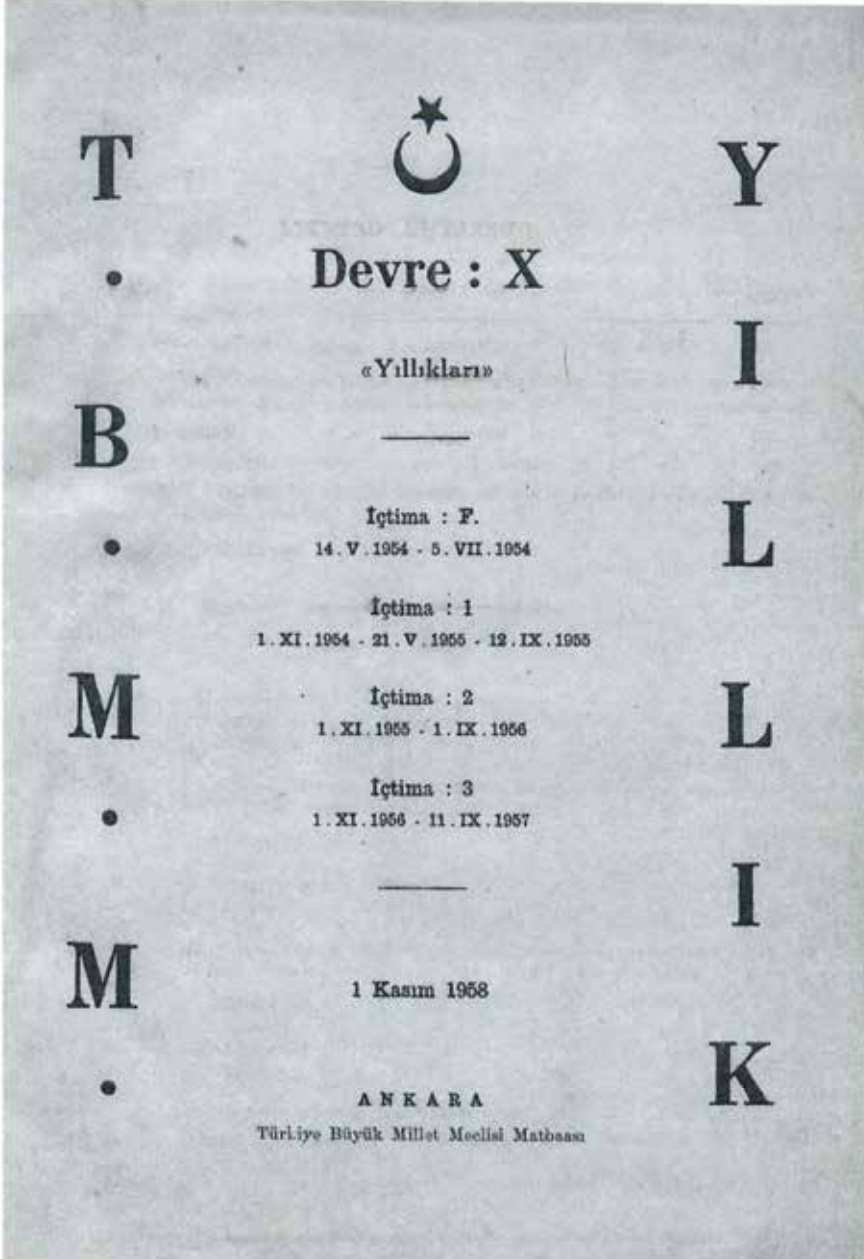 T . B . M . M .
Devre : X
«Yıllıkları»
İçtima : F.
14. V . 1954 - 5. VII . 1954
İçtima : 1
1. XI . 1954 - 21 . V . 1955 - 12 . IX . 1955
İçtima : 2
1 . XI . 1955 - 1 . IX . 1956
İçtima : 3
1 . XI . 1956 - 11 . IX . 1957
1 Kasım 1958
ANKARA
Türkiye Büyük Millet Meclisi Matbaası
YILLIK